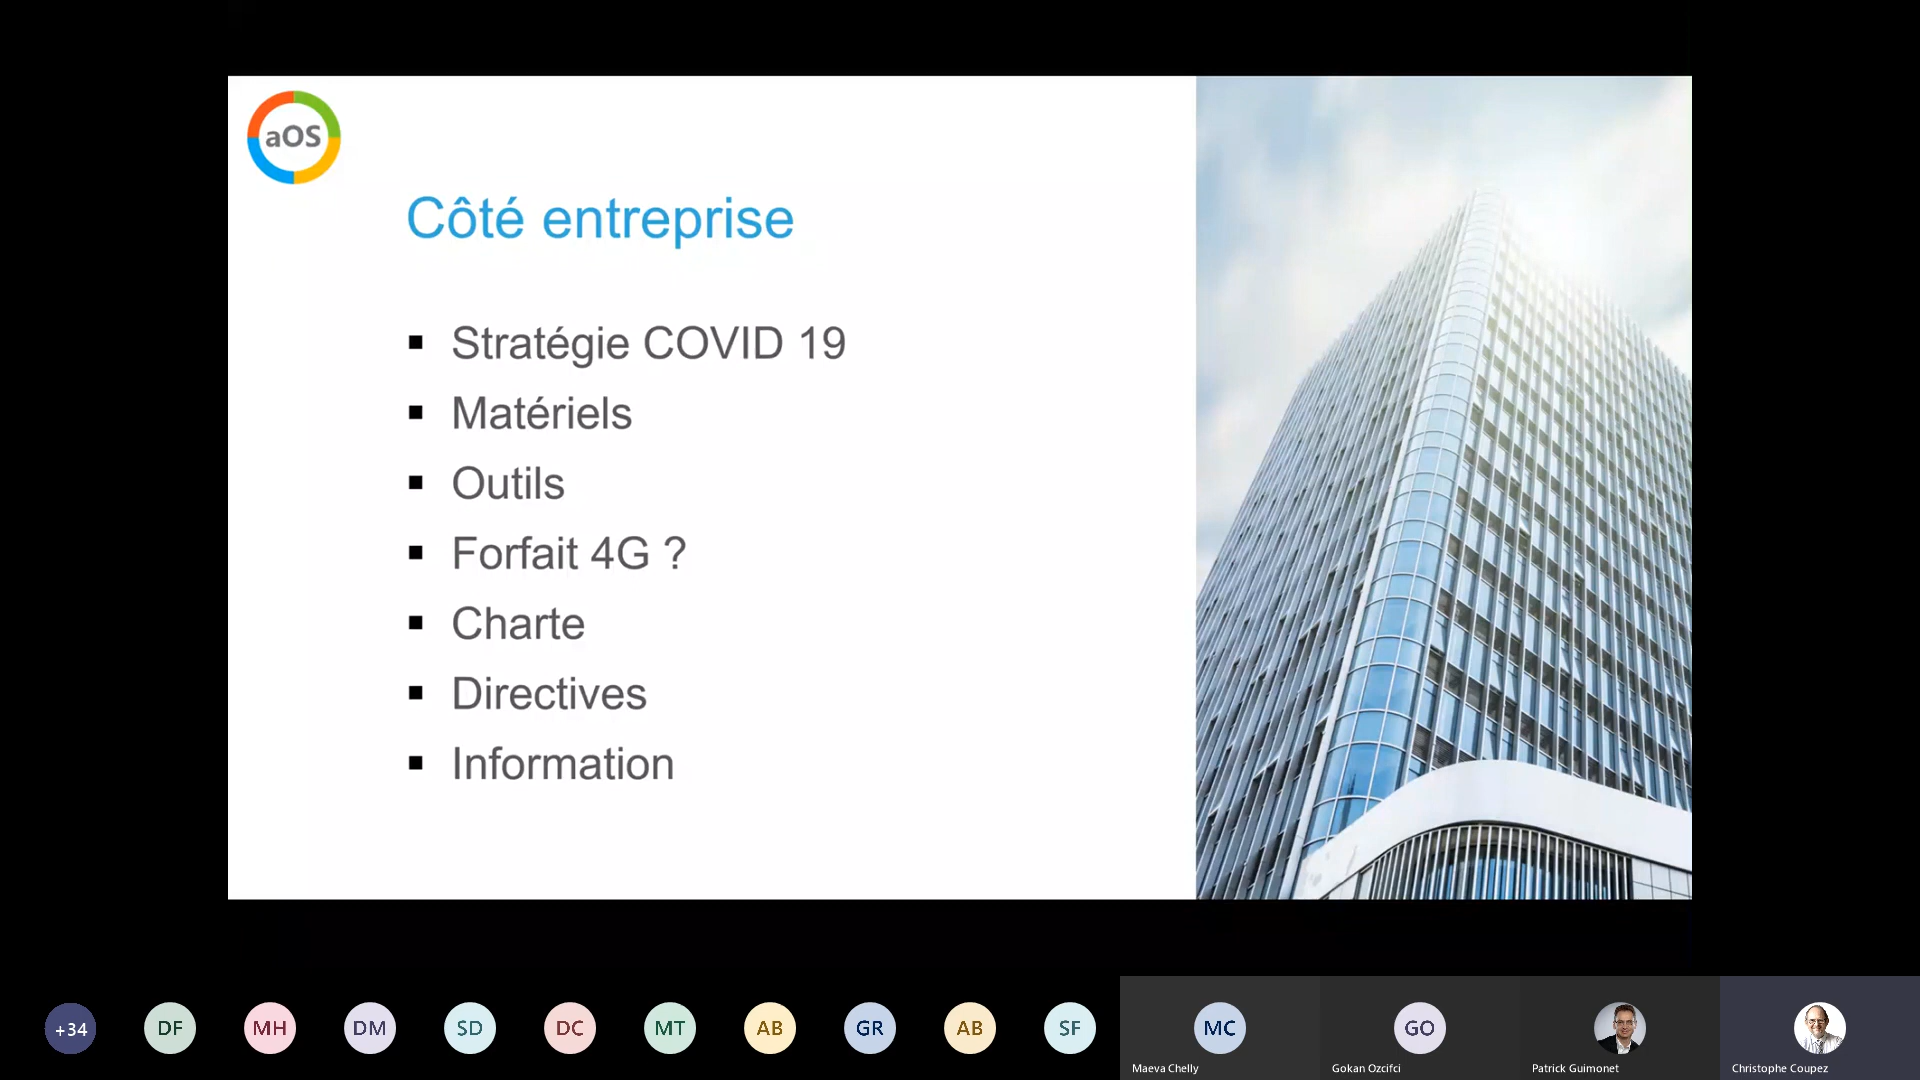 aOS
Côté entreprise
Stratégie COVID 19
Matériels
Outils
Forfait 4G ?
Charte
Directives
Information
+34
DF
MH
DM
SD
DC
MT
AB
GR
AB
SF
MC
GO
Maeva Chelly
Gokan Ozcifci
Patrick Guimonet
Christophe Coupez